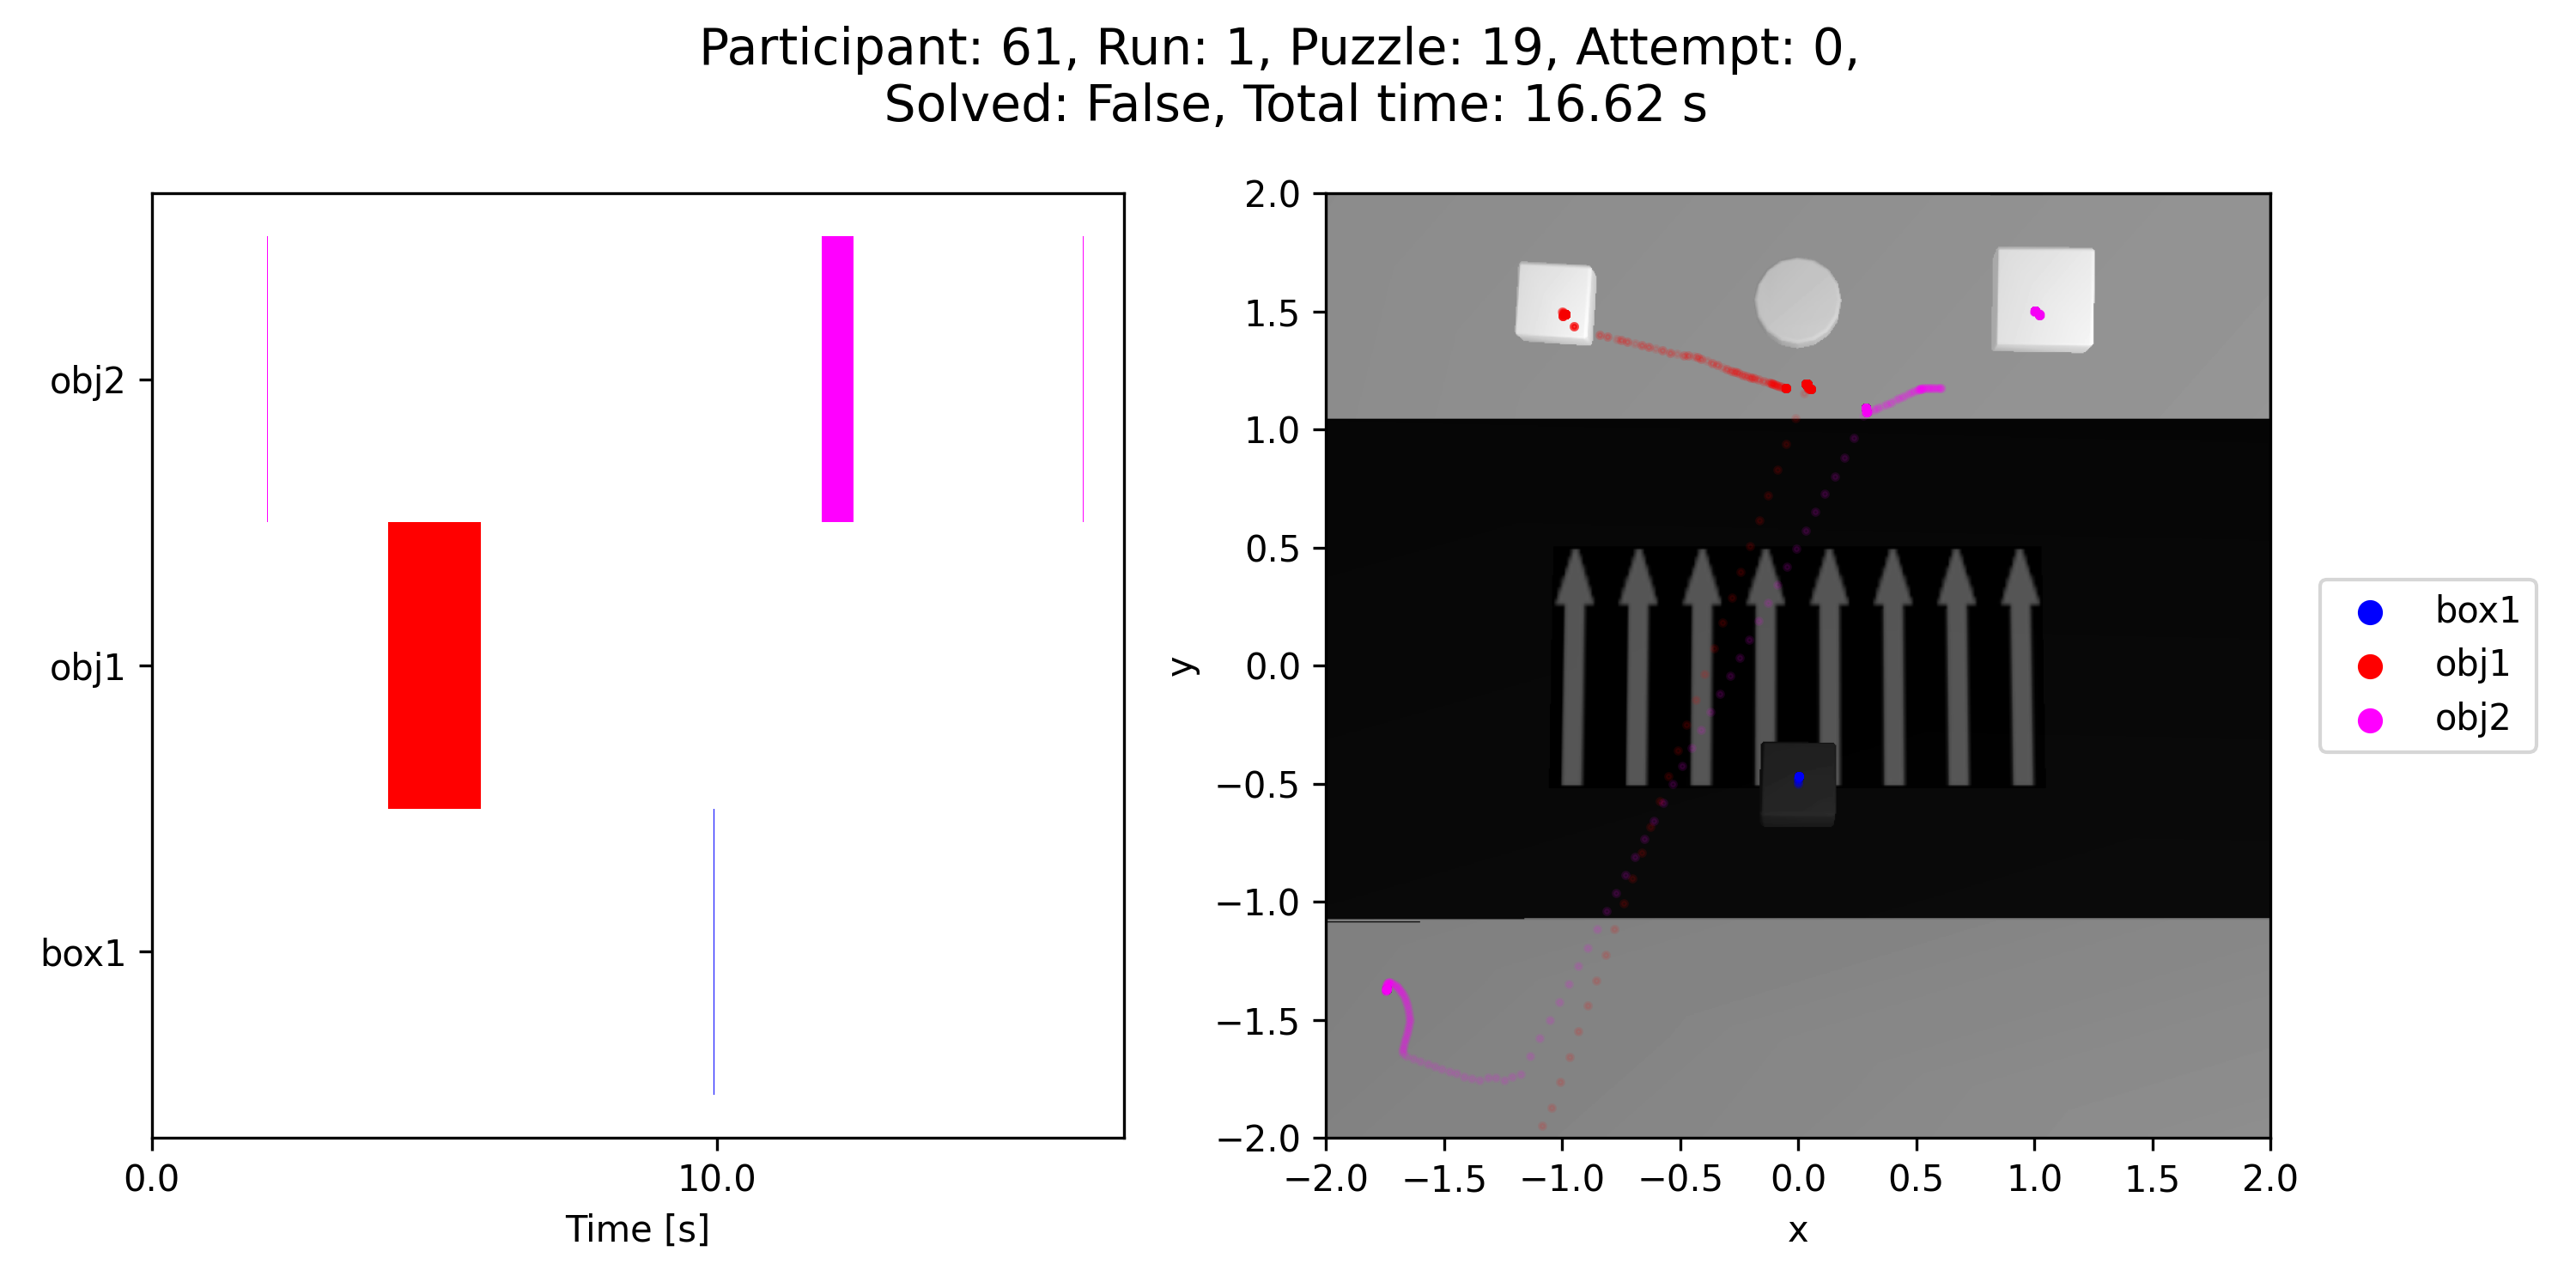 Participant: 61, Run: 1, Puzzle: 19, Attempt: 0,
Solved: False, Total time: 16.62 s
obj2
obj1
box1
0.0
10.0
Time [s]
y
2.0
1.5
1.0
0.5
0.0
−0.5
−1.0
−1.5
−2.0
−2.0
−1.5
−1.0
−0.5
0.0
0.5
1.0
1.5
2.0
x
box1
obj1
obj2